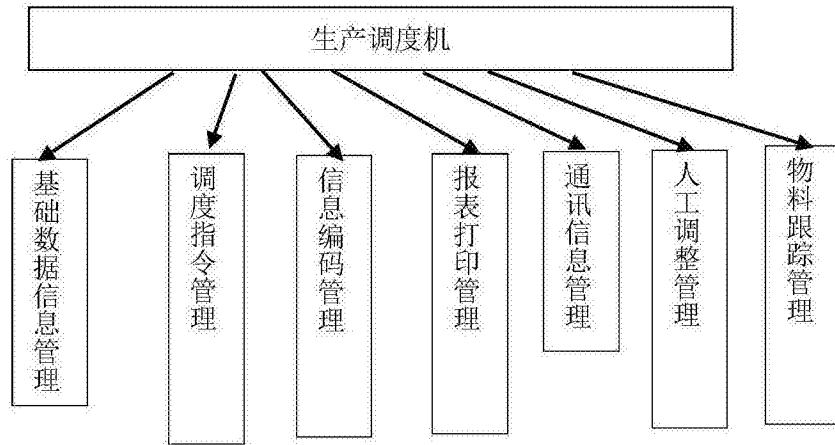 生产调度机
基础数据信息管理
调度指令管理
信息编码管理
报表打印管理
通讯信息管理
人工调整管理
物料跟踪管理